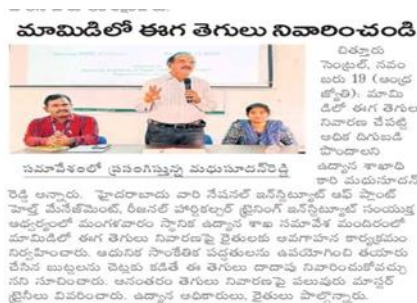 మామిడిలో ఈగ తెగులు నివారించండి
చిత్తూరు
సెంట్రల్, నవం
బరు 19 (ఆంధ్ర
జ్యోతి): మామి
డిలో ఈగ తెగులు
నివారణ చేపట్టి
అధిక దిగుబడి
పొందాలని
ఉద్యాన శాఖాధి
కారి మధుసూదన్
సమావేశంలో ప్రసంగిస్తున్న మధుసూదన్‌రెడ్డి
రెడ్డి అన్నారు. హైదరాబాదు వారి నేషనల్ ఇన్‌స్టిట్యూట్ ఆఫ్ ప్లాంట్
హెల్త్ మేనేజ్‌మెంట్, రీజనల్ హార్టికల్చర్ ట్రైనింగ్ ఇన్‌స్టిట్యూట్ సంయుక్త
ఆధ్వర్యంలో మంగళవారం స్థానిక ఉద్యాన శాఖ సమావేశ మందిరంలో
మామిడిలో ఈగ తెగులు నివారణపై రైతులకు అవగాహన కార్యక్రమం
నిర్వహించారు. ఆధునిక సాంకేతిక పద్ధతులను ఉపయోగించి తయారు
చేసిన బుట్టలను చెట్లకు కడితే ఈ తెగులు దాదాపు నివారించుకోవచ్చు
నని సూచించారు. అనంతరం తెగులు నివారణపై పలువురు మాస్టర్
ట్రైనీలు వివరించారు. ఉద్యాన అధికారులు, రైతులు పాల్గొన్నారు.